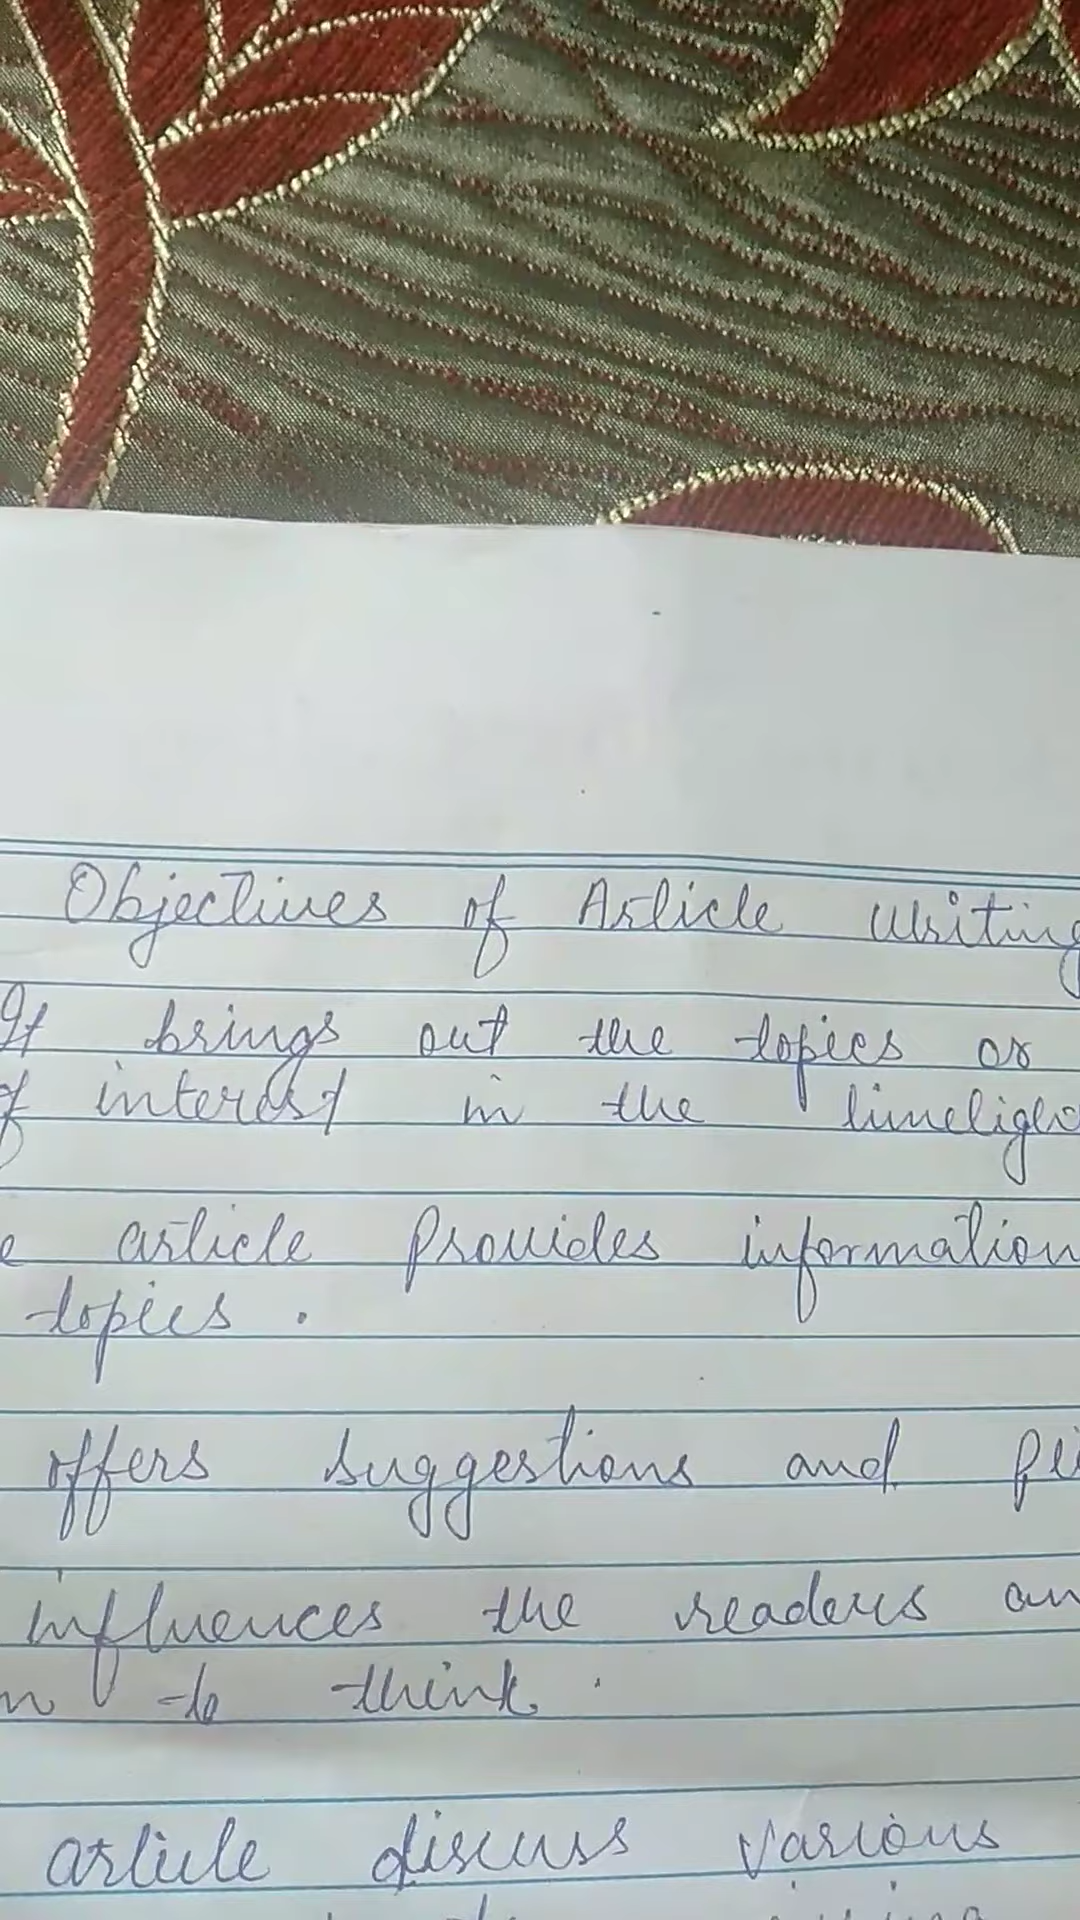 Objectives of Article Writing
It brings out the topics or
of interest in the
article Provides information
topics .
offers suggestions and
influences the readers
to think .
article discuss various